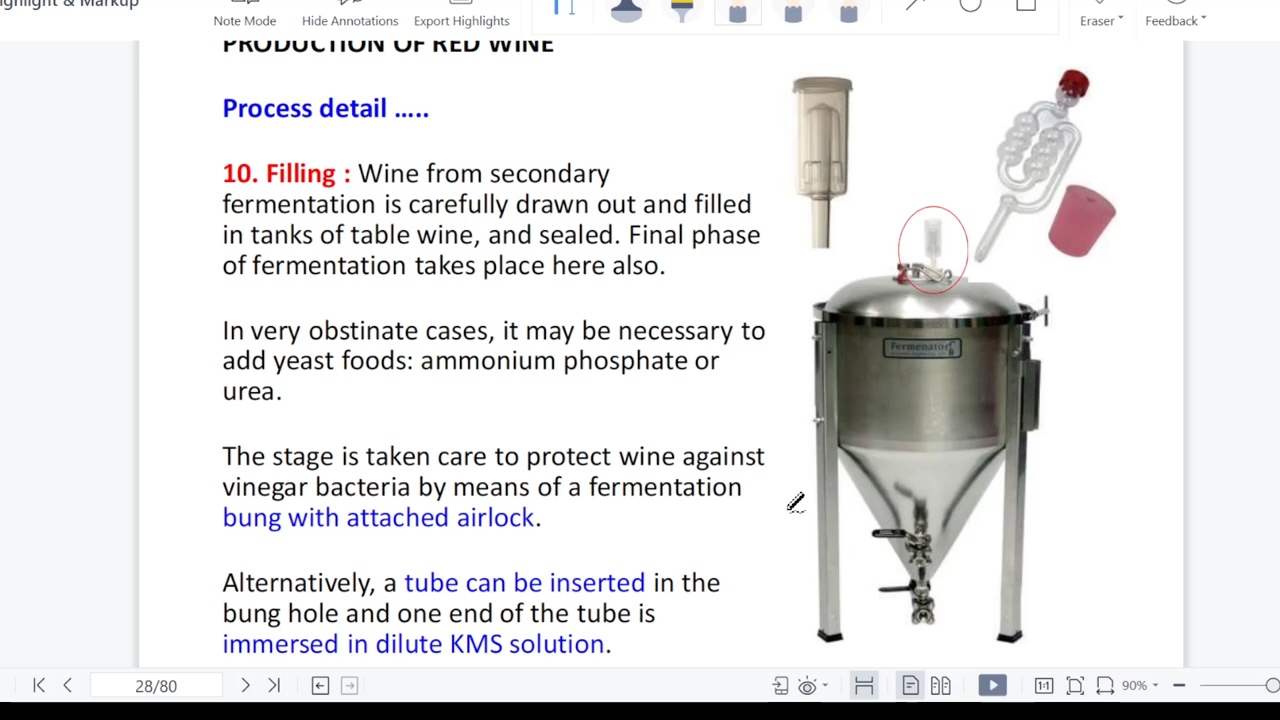 Highlight & Markup
Note Mode
Hide Annotations
Export Highlights
Eraser
Feedback
PRODUCTION OF RED WINE
Process detail …..
10. Filling : Wine from secondary
fermentation is carefully drawn out and filled
in tanks of table wine, and sealed. Final phase
of fermentation takes place here also.
In very obstinate cases, it may be necessary to
add yeast foods: ammonium phosphate or
urea.
The stage is taken care to protect wine against
vinegar bacteria by means of a fermentation
bung with attached airlock.
Alternatively, a tube can be inserted in the
bung hole and one end of the tube is
immersed in dilute KMS solution.
Fermenator
28/80
1:1
90%